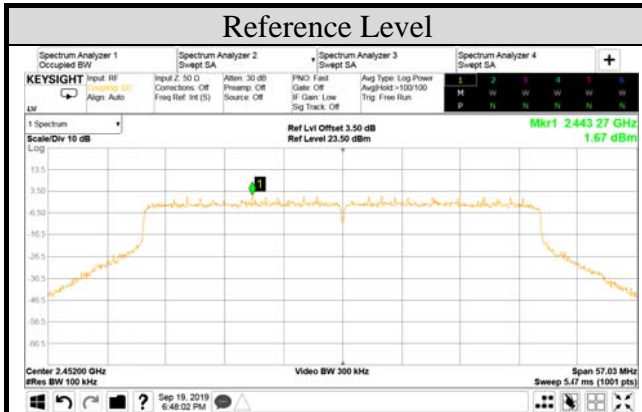 Reference Level
Spectrum Analyzer 1
Occupied BW
Spectrum Analyzer 2
Swept SA
Spectrum Analyzer 3
Swept SA
Spectrum Analyzer 4
Swept SA
+
KEYSIGHT
LXI
Input: RF
Coupling: DC
Align: Auto
Input Z: 50 Ω
Corrections: Off
Freq Ref: Int (S)
Atten: 30 dB
Preamp: Off
Source: Off
PNO: Fast
Gate: Off
IF Gain: Low
Sig Track: Off
Avg Type: Log-Power
Avg|Hold:>100/100
Trig: Free Run
1 2 3 4 5 6
M W W W W W
P N N N N N
1 Spectrum
Scale/Div 10 dB
Log
Ref Lvl Offset 3.50 dB
Ref Level 23.50 dBm
Mkr1 2.443 27 GHz
1.67 dBm
1
13.5
3.50
-6.50
-16.5
-26.5
-36.5
-46.5
-56.5
-66.5
Center 2.45200 GHz
#Res BW 100 kHz
Video BW 300 kHz
Span 57.03 MHz
Sweep 5.47 ms (1001 pts)
?
Sep 19, 2019
6:48:02 PM